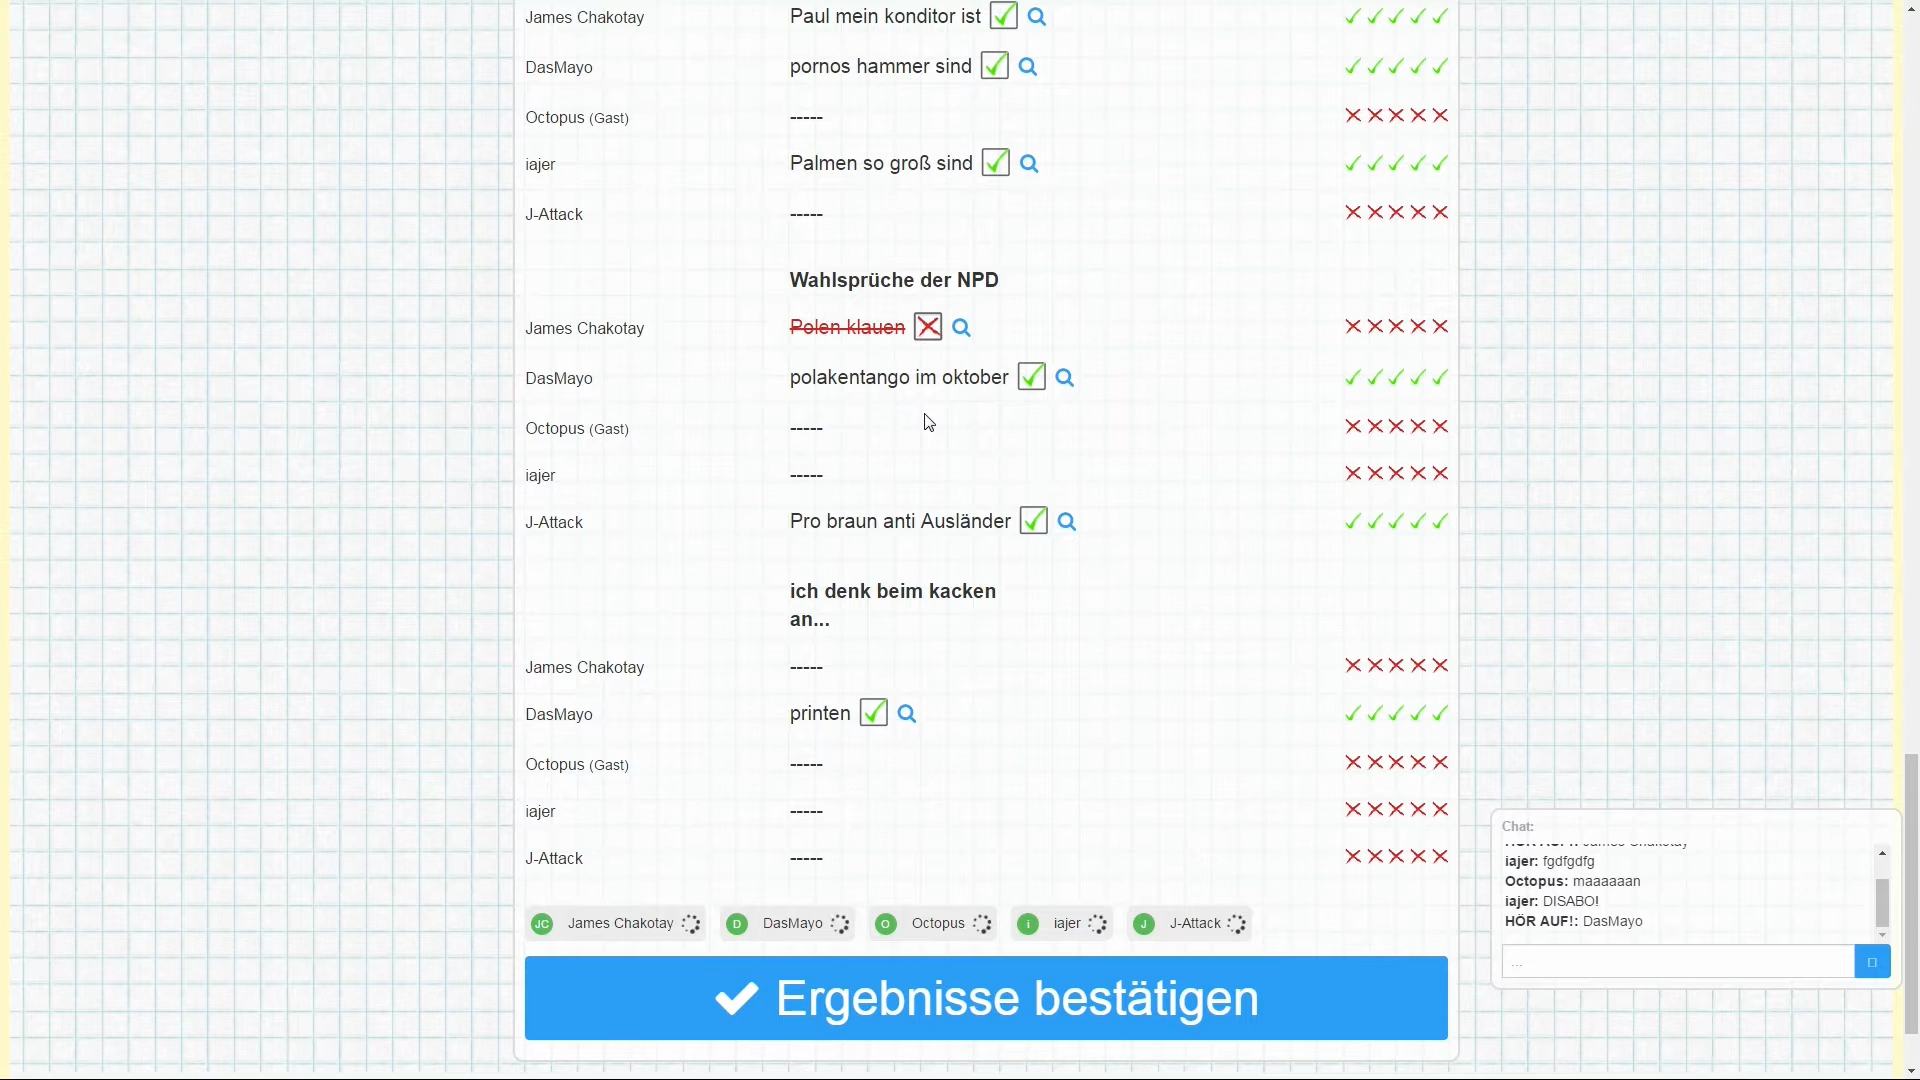 James Chakotay Paul mein konditor ist
DasMayo pornos hammer sind
Octopus (Gast) -----
iajer Palmen so groß sind
J-Attack -----
Wahlsprüche der NPD
James Chakotay Polen klauen
DasMayo polakentango im oktober
Octopus (Gast) -----
iajer -----
J-Attack Pro braun anti Ausländer
ich denk beim kacken
an...
James Chakotay -----
DasMayo printen
Octopus (Gast) -----
iajer -----
J-Attack -----
JC James Chakotay D DasMayo O Octopus i iajer J J-Attack
Ergebnisse bestätigen
Chat:
iajer: fgdfgdfg
Octopus: maaaaaan
iajer: DISABO!
HÖR AUF!: DasMayo
...